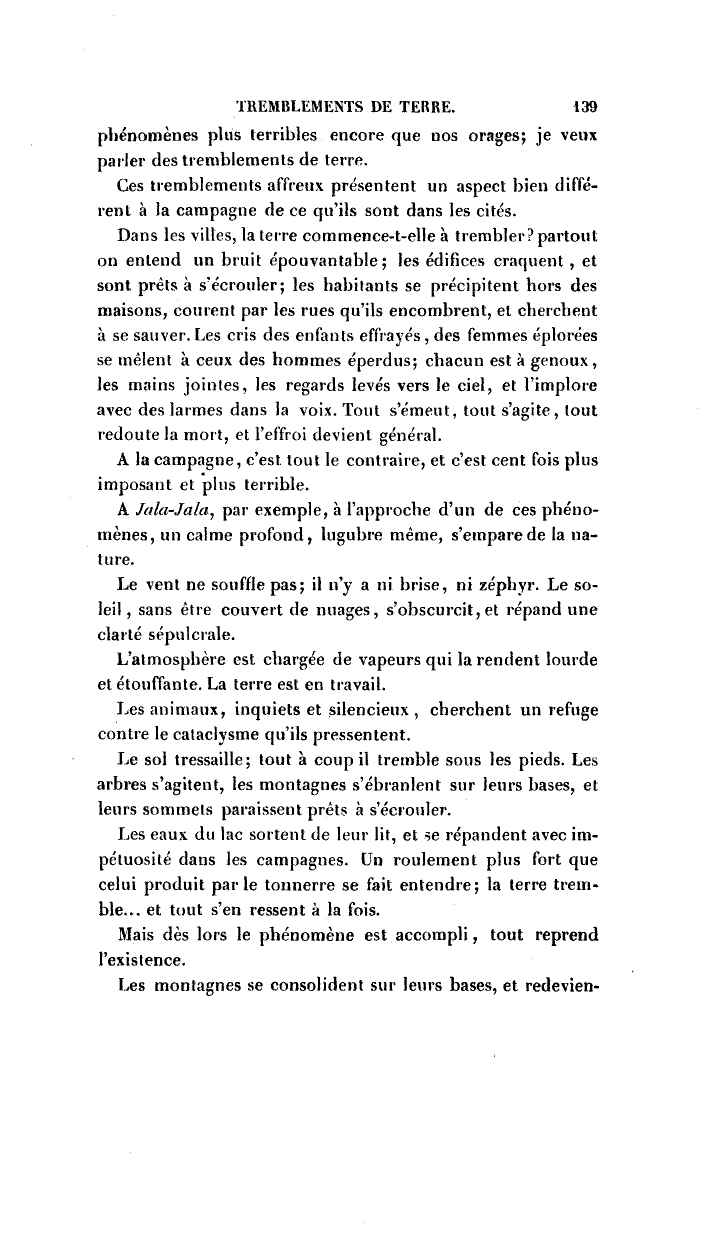 TREMBLEMENTS DE TERRE. 139
phénomènes plus terribles encore que nos orages; je veux
parler des tremblements de terre.
Ces tremblements affreux présentent un aspect bien diffé-
rent à la campagne de ce qu'ils sont dans les cités.
Dans les villes, la terre commence-t-elle à trembler? partout
on entend un bruit épouvantable; les édifices craquent, et
sont prêts à s'écrouler; les habitants se précipitent hors des
maisons, courent par les rues qu'ils encombrent, et cherchent
à se sauver. Les cris des enfants effrayés, des femmes éplorées
se mêlent à ceux des hommes éperdus; chacun est à genoux,
les mains jointes, les regards levés vers le ciel, et l'implore
avec des larmes dans la voix. Tout s'émeut, tout s'agite, tout
redoute la mort, et l'effroi devient général.
A la campagne, c'est tout le contraire, et c'est cent fois plus
imposant et plus terrible.
A Jala-Jala, par exemple, à l'approche d'un de ces phéno-
mènes, un calme profond, lugubre même, s'empare de la na-
ture.
Le vent ne souffle pas; il n'y a ni brise, ni zéphyr. Le so-
leil, sans être couvert de nuages, s'obscurcit, et répand une
clarté sépulcrale.
L'atmosphère est chargée de vapeurs qui la rendent lourde
et étouffante. La terre est en travail.
Les animaux, inquiets et silencieux, cherchent un refuge
contre le cataclysme qu'ils pressentent.
Le sol tressaille; tout à coup il tremble sous les pieds. Les
arbres s'agitent, les montagnes s'ébranlent sur leurs bases, et
leurs sommets paraissent prêts à s'écrouler.
Les eaux du lac sortent de leur lit, et se répandent avec im-
pétuosité dans les campagnes. Un roulement plus fort que
celui produit par le tonnerre se fait entendre; la terre trem-
ble... et tout s'en ressent à la fois.
Mais dès lors le phénomène est accompli, tout reprend
l'existence.
Les montagnes se consolident sur leurs bases, et redevien-